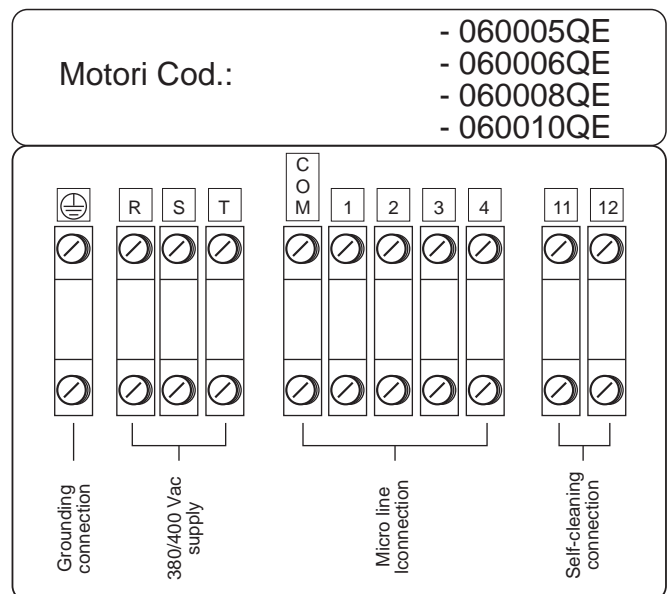 Motori Cod.:
- 060005QE
- 060006QE
- 060008QE
- 060010QE
COM
R S T 1 2 3 4 11 12
Grounding
connection
380/400 Vac
supply
Micro line
Iconnection
Self-cleaning
connection